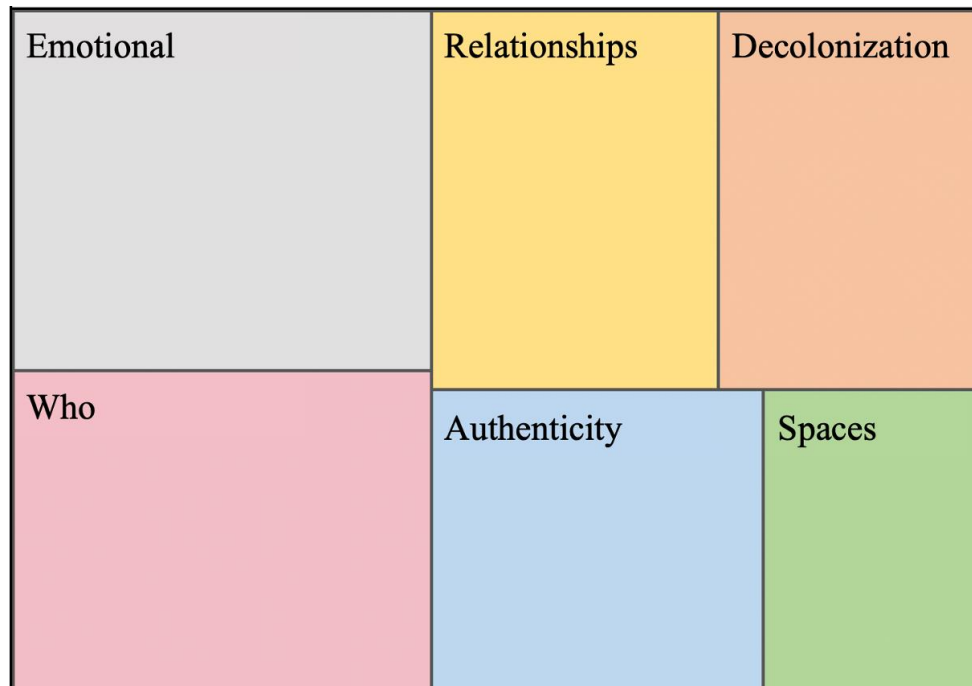 Emotional
Relationships
Decolonization
Who
Authenticity
Spaces